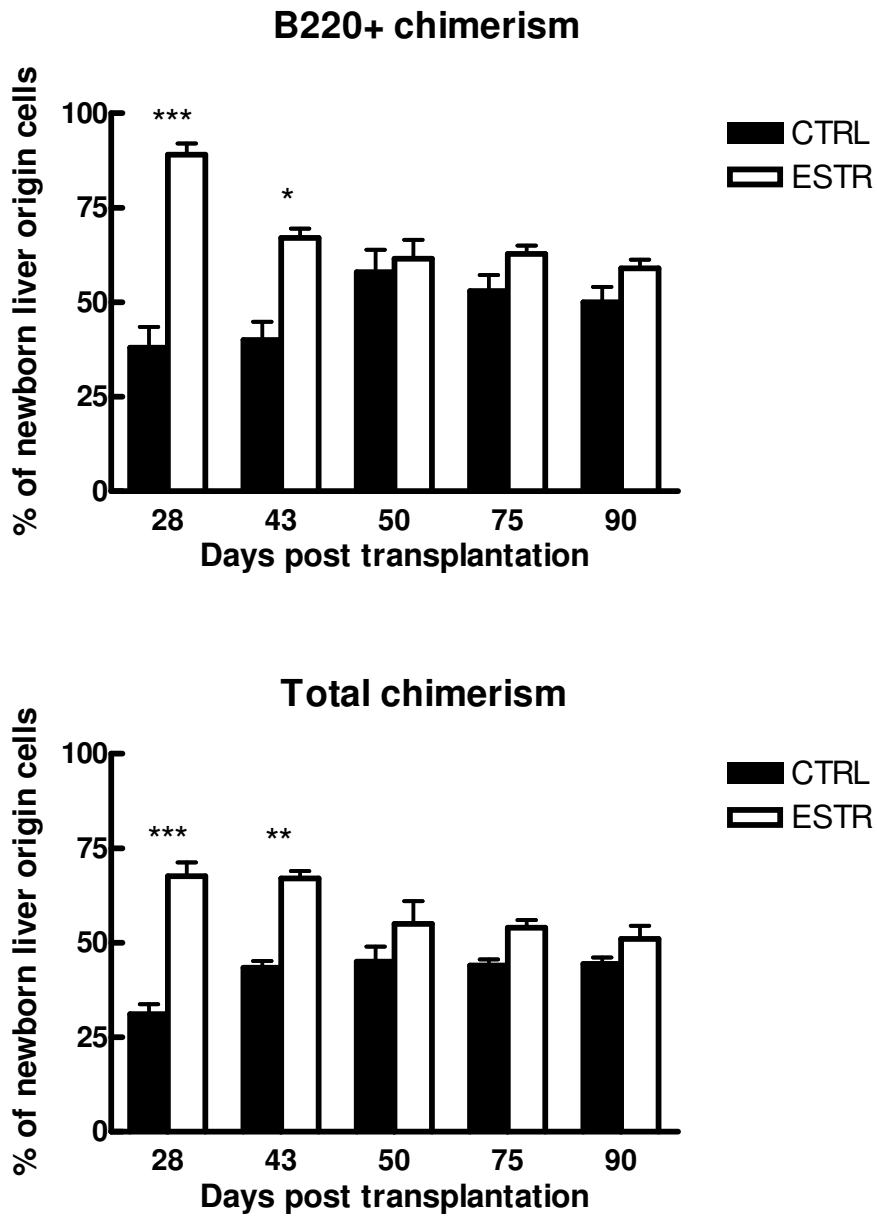 B220+ chimerism
% of newborn liver origin cells
100
75
50
25
0
***
*
CTRL
ESTR
28 43 50 75 90
Days post transplantation
Total chimerism
% of newborn liver origin cells
100
75
50
25
0
***
**
CTRL
ESTR
28 43 50 75 90
Days post transplantation